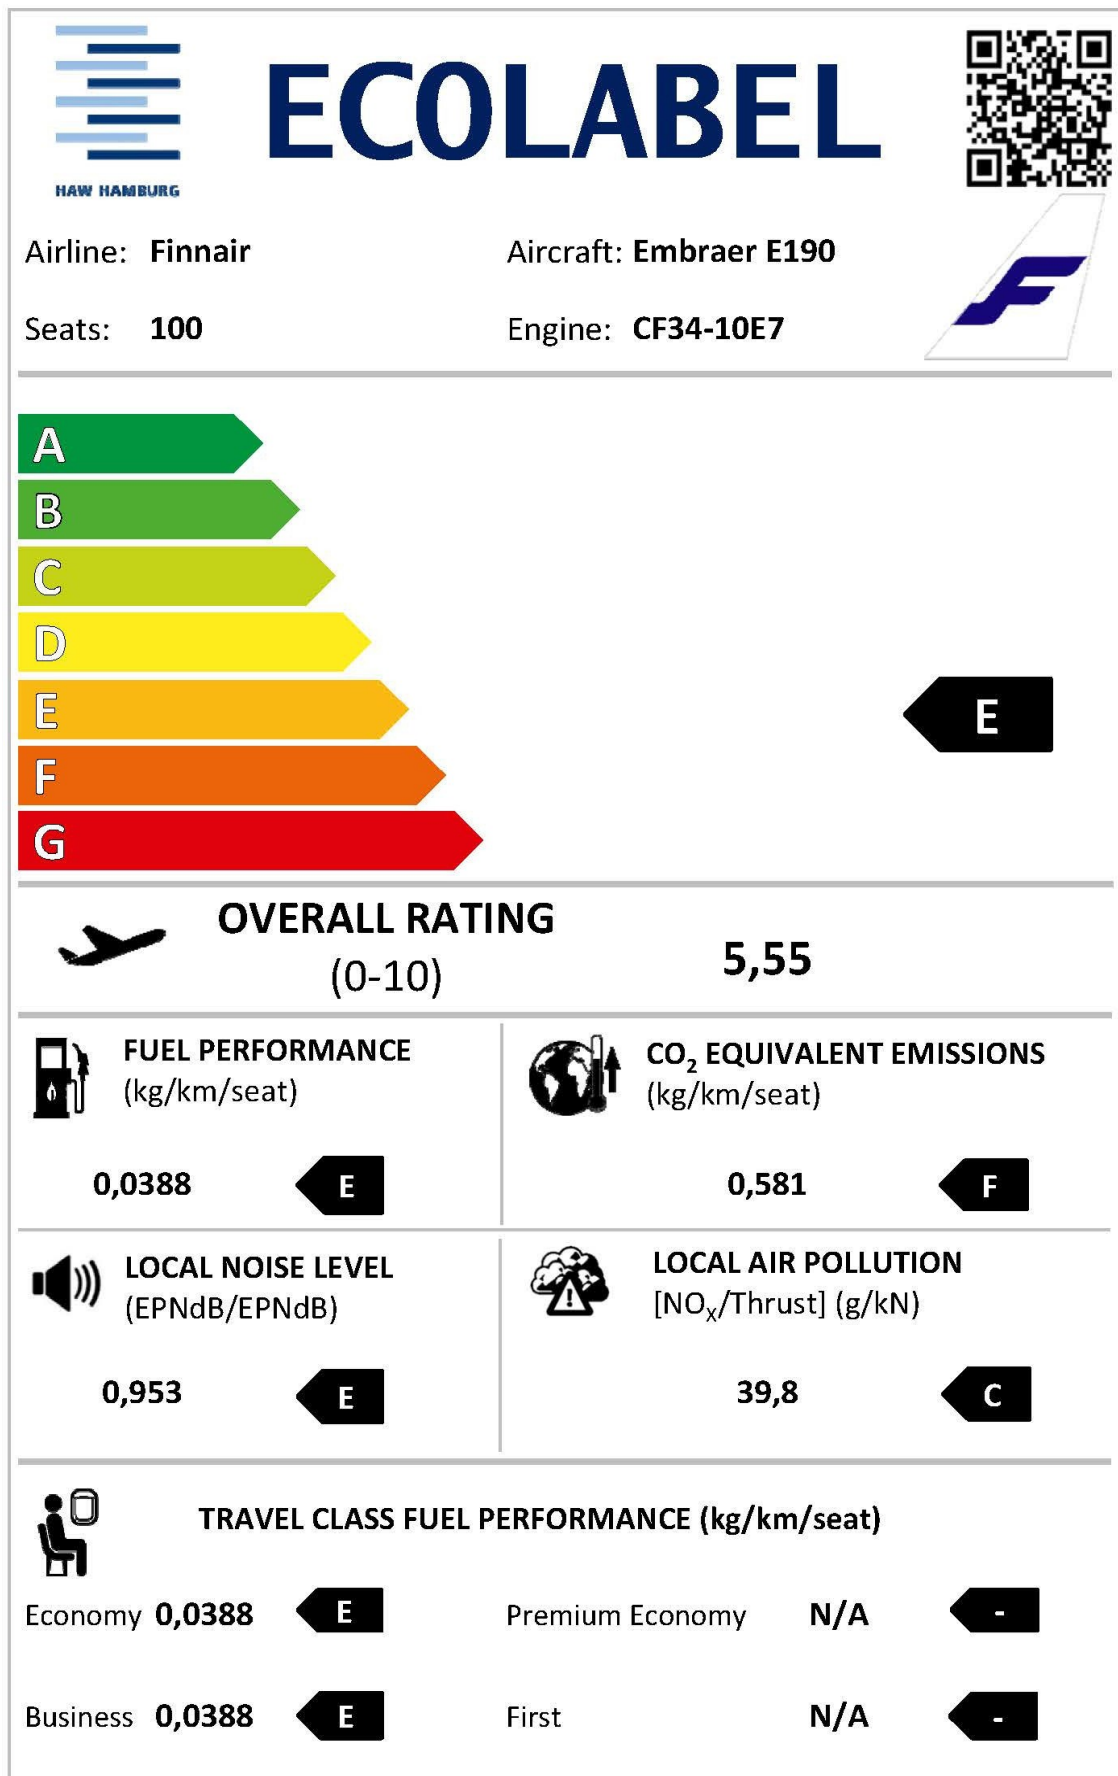 HAW HAMBURG
ECOLABEL
Airline: Finnair
Aircraft: Embraer E190
Seats: 100
Engine: CF34-10E7
F
A
B
C
D
E
E
F
G
OVERALL RATING
(0-10)
5,55
FUEL PERFORMANCE
(kg/km/seat)
0,0388 E
CO₂ EQUIVALENT EMISSIONS
(kg/km/seat)
0,581 F
LOCAL NOISE LEVEL
(EPNdB/EPNdB)
0,953 E
LOCAL AIR POLLUTION
[NOₓ/Thrust] (g/kN)
39,8 C
TRAVEL CLASS FUEL PERFORMANCE (kg/km/seat)
Economy 0,0388 E
Premium Economy N/A -
Business 0,0388 E
First N/A -